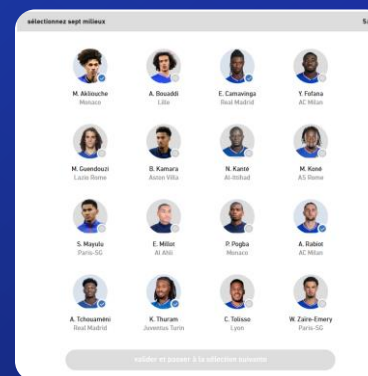 sélectionnez sept milieux
M. Akliouche
Monaco
A. Bouaddi
Lille
E. Camavinga
Real Madrid
Y. Fofana
AC Milan
M. Guendouzi
Lazio Rome
B. Kamara
Aston Villa
N. Kanté
Al-Ittihad
M. Koné
AS Rome
S. Mayulu
Paris-SG
E. Millot
Al Ahli
P. Pogba
Monaco
A. Rabiot
AC Milan
A. Tchouaméni
Real Madrid
K. Thuram
Juventus Turin
C. Tolisso
Lyon
W. Zaïre-Emery
Paris-SG
valider et passer à la sélection suivante